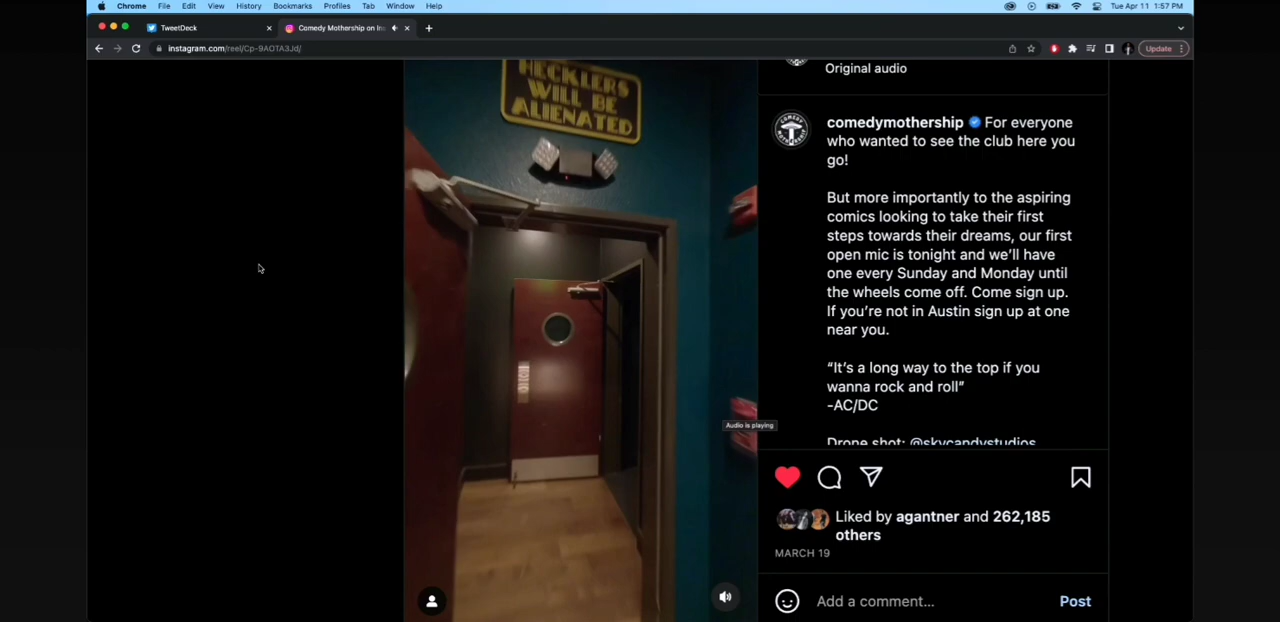 Chrome File Edit View History Bookmarks Profiles Tab Window Help Tue Apr 11 1:57 PM
TweetDeck Comedy Mothership on Ins
instagram.com/reel/Cp-9AOTA3Jd/ Update
HECKLERS
WILL BE
ALIENATED
Original audio
comedymothership For everyone
who wanted to see the club here you
go!
But more importantly to the aspiring
comics looking to take their first
steps towards their dreams, our first
open mic is tonight and we’ll have
one every Sunday and Monday until
the wheels come off. Come sign up.
If you’re not in Austin sign up at one
near you.
“It’s a long way to the top if you
wanna rock and roll”
-AC/DC
Drone shot: @skycandystudios
Audio is playing
Liked by agantner and 262,185
others
MARCH 19
Add a comment... Post